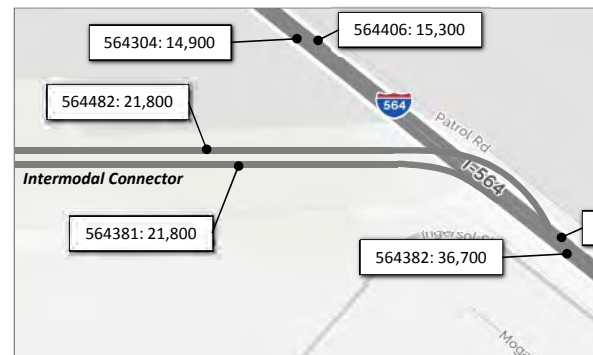 564304: 14,900
564406: 15,300
564482: 21,800
564
Patrol Rd
I-564
Intermodal Connector
564381: 21,800
564382: 36,700